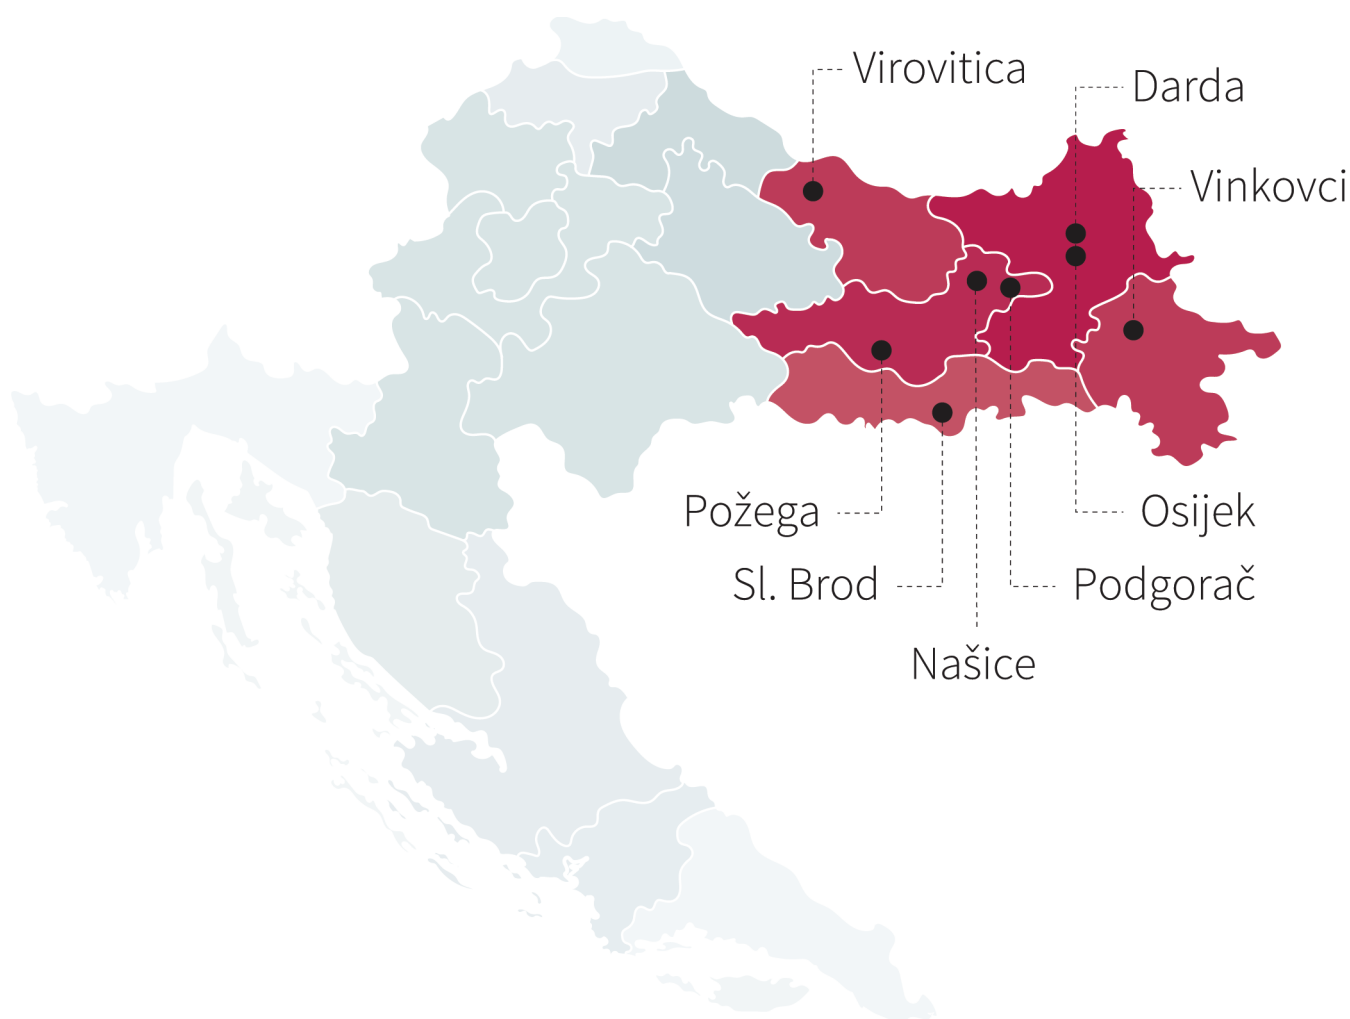 Virovitica
Darda
Vinkovci
Požega
Osijek
Sl. Brod
Podgorač
Našice